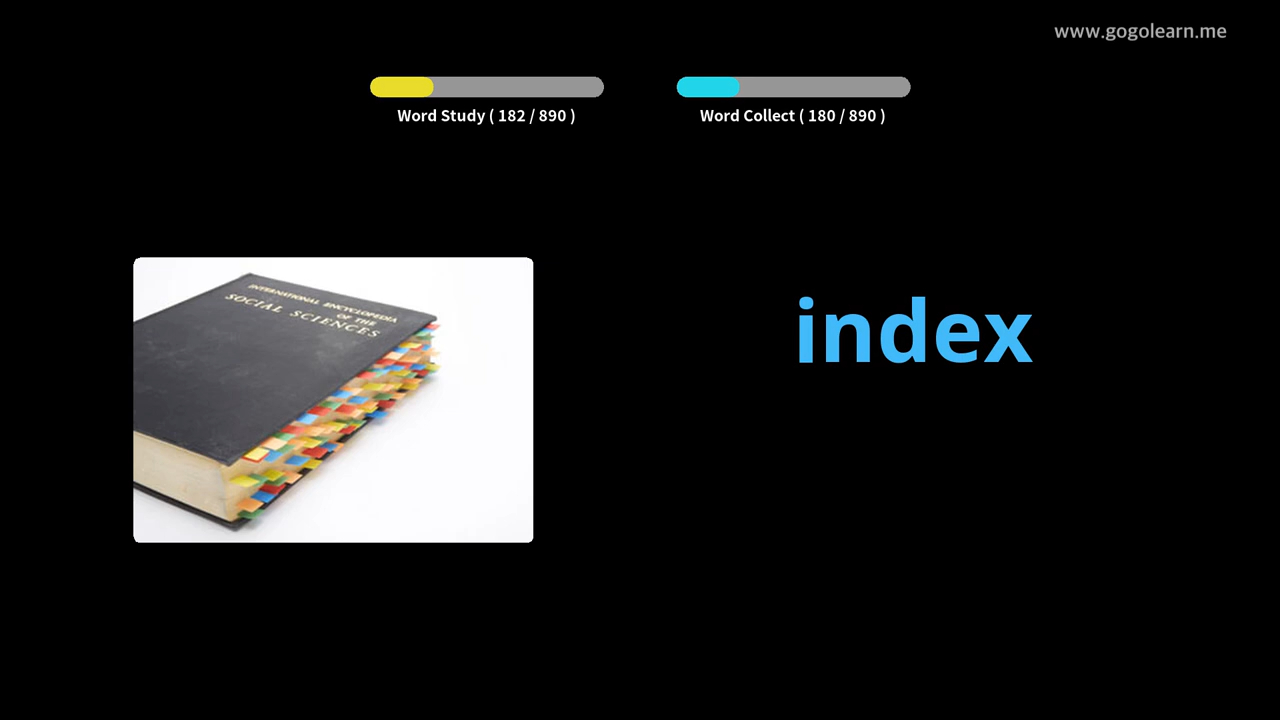 www.gogolearn.me
Word Study ( 182 / 890 )
Word Collect ( 180 / 890 )
INTERNATIONAL ENCYCLOPEDIA
OF THE
SOCIAL SCIENCES
index